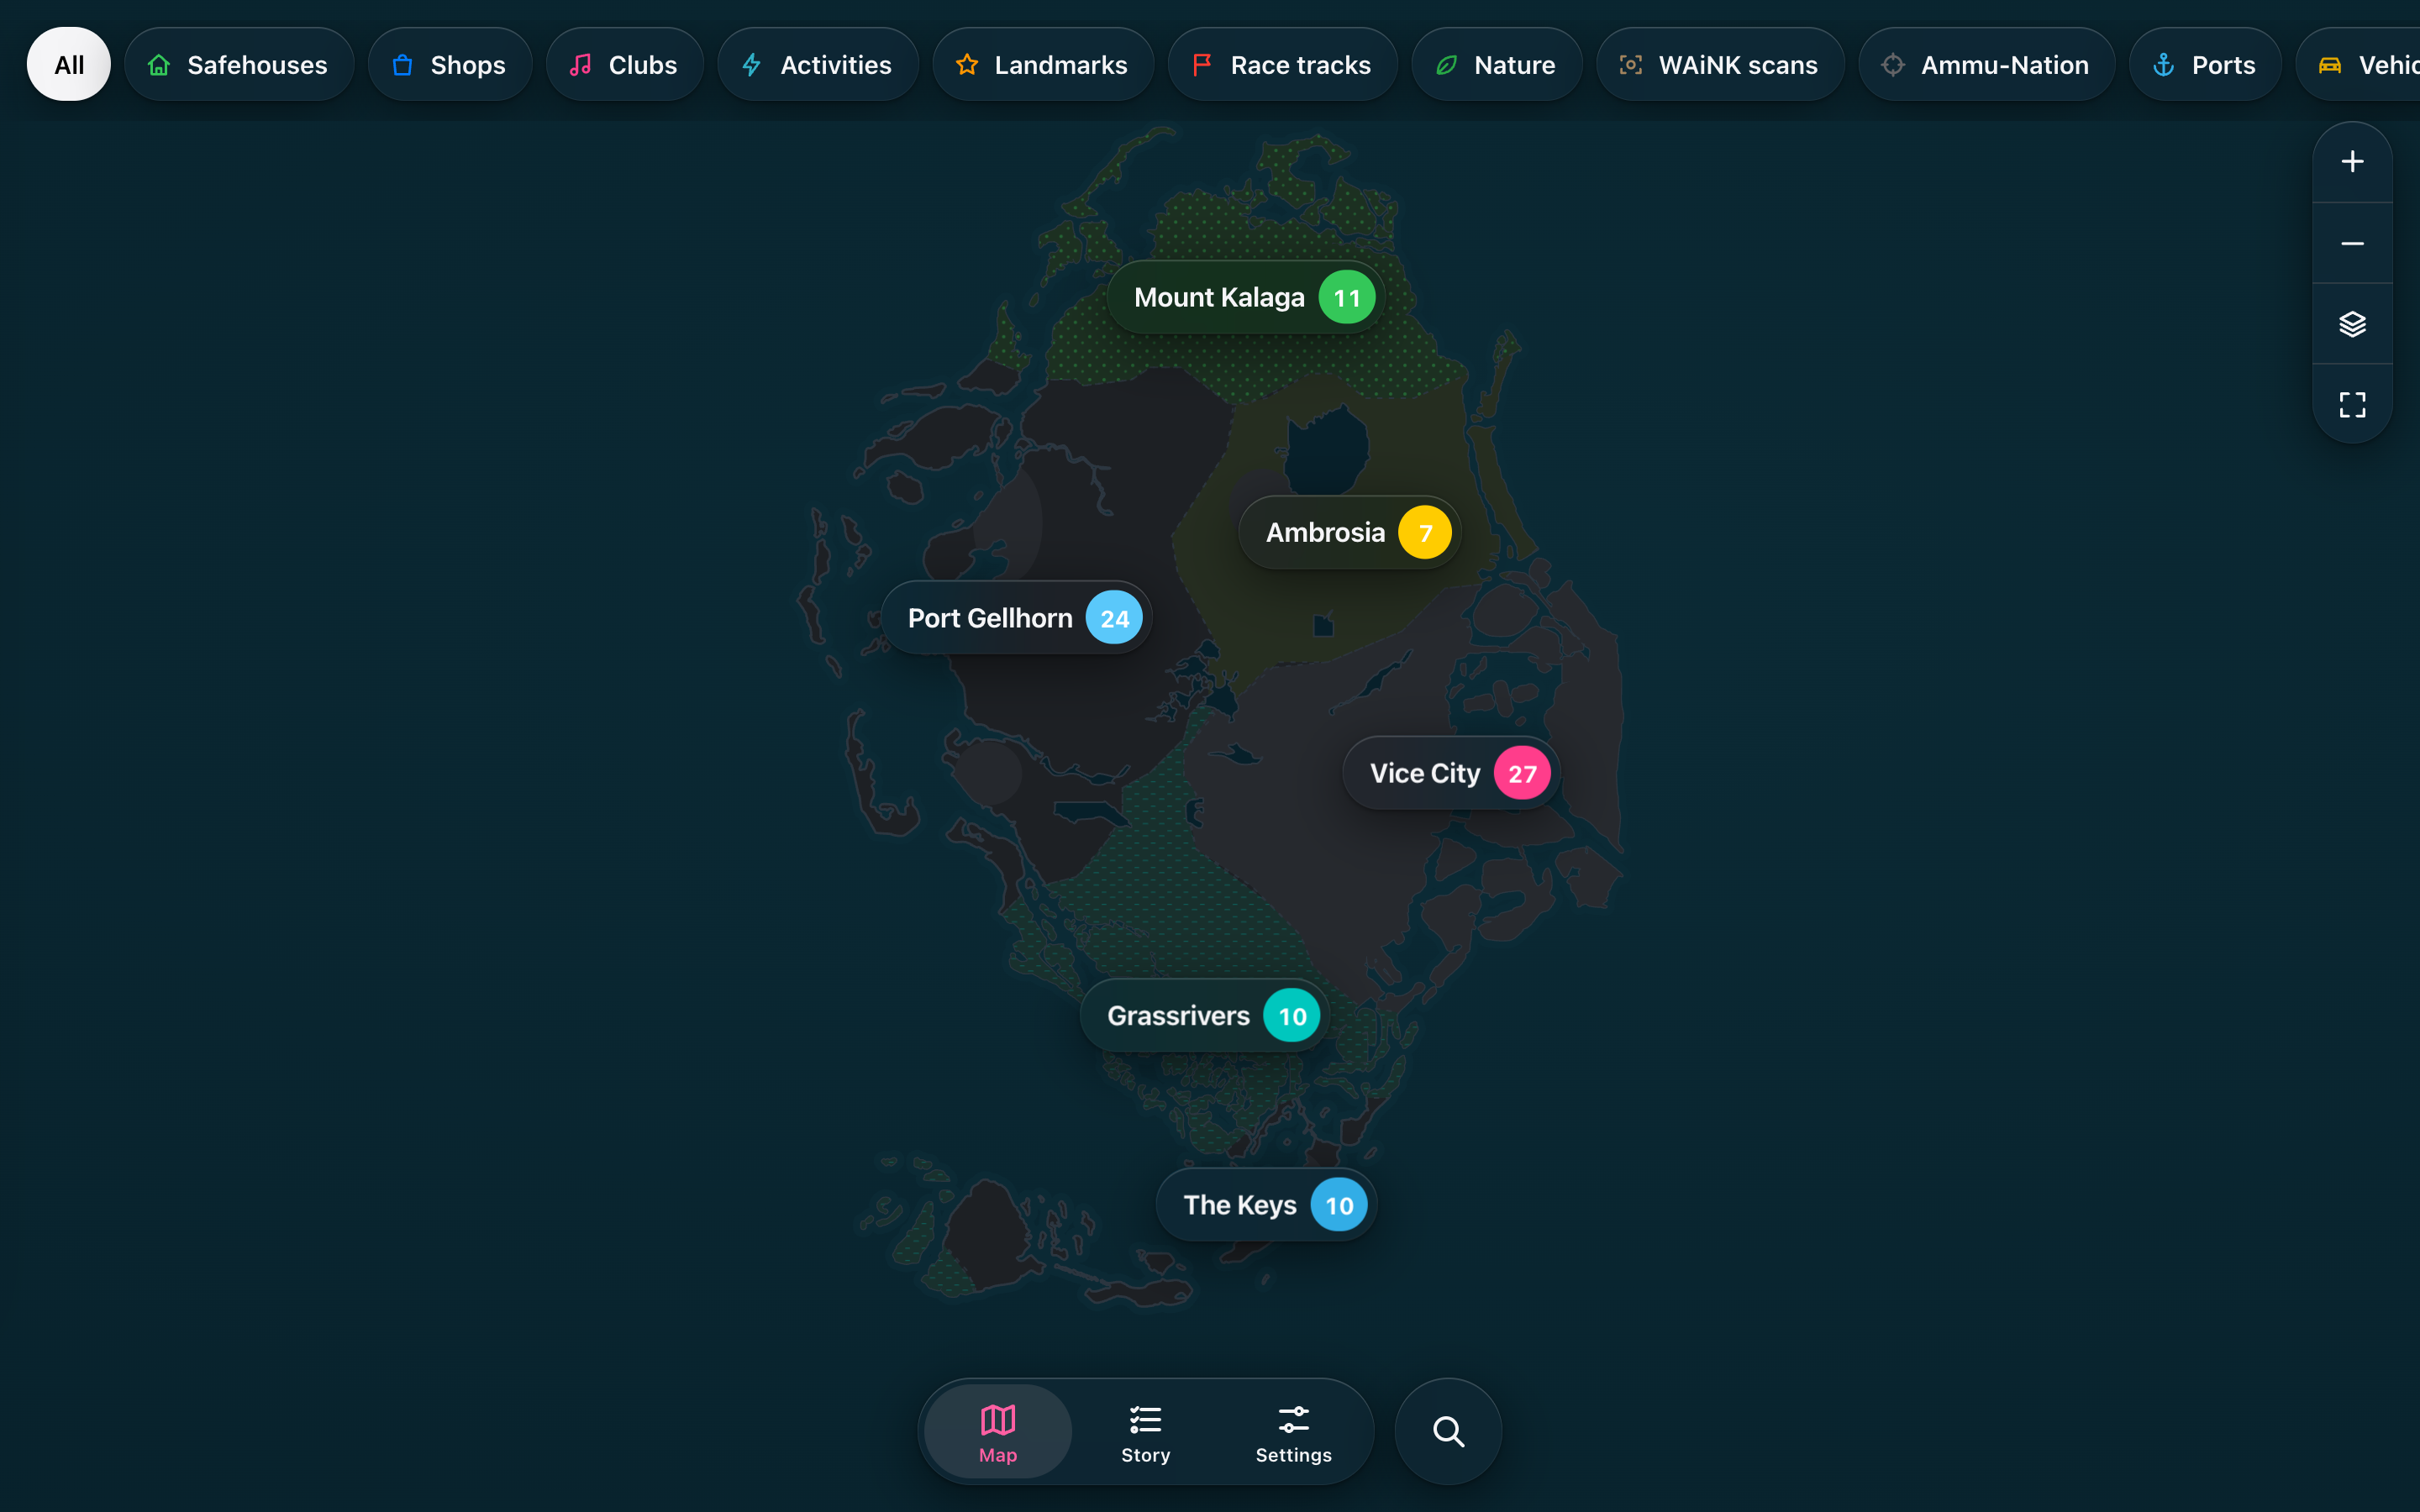 All
Safehouses
Shops
Clubs
Activities
Landmarks
Race tracks
Nature
WAiNK scans
Ammu-Nation
Ports
Vehic
Mount Kalaga 11
Ambrosia 7
Port Gellhorn 24
Vice City 27
Grassrivers 10
The Keys 10
Map
Story
Settings